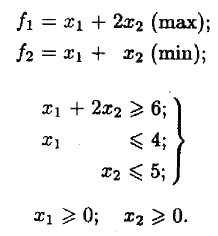 f₁ = x₁ + 2x₂ (max);
f₂ = x₁ + x₂ (min);
x₁ + 2x₂ ⩾ 6;
x₁ ⩽ 4;
x₂ ⩽ 5;
x₁ ⩾ 0; x₂ ⩾ 0.